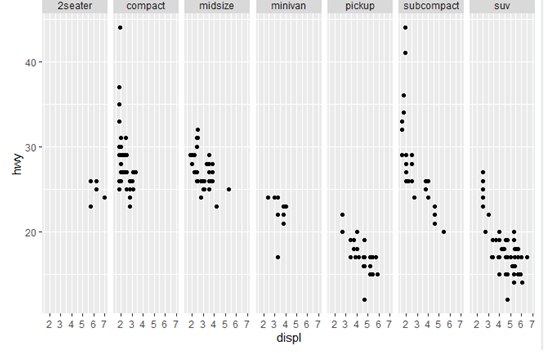 2seater compact midsize minivan pickup subcompact suv
40
30
20
hwy
2 3 4 5 6 7 2 3 4 5 6 7 2 3 4 5 6 7 2 3 4 5 6 7 2 3 4 5 6 7 2 3 4 5 6 7 2 3 4 5 6 7
displ